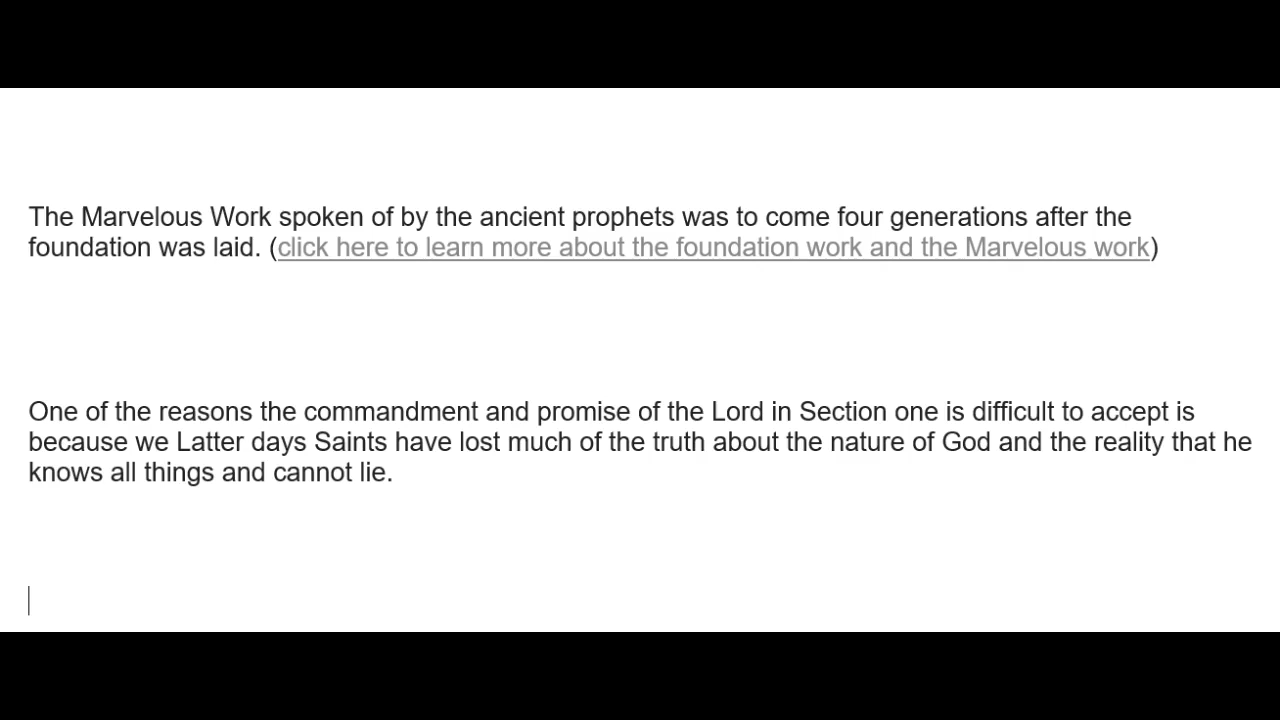 The Marvelous Work spoken of by the ancient prophets was to come four generations after the
foundation was laid. (click here to learn more about the foundation work and the Marvelous work)
One of the reasons the commandment and promise of the Lord in Section one is difficult to accept is
because we Latter days Saints have lost much of the truth about the nature of God and the reality that he
knows all things and cannot lie.